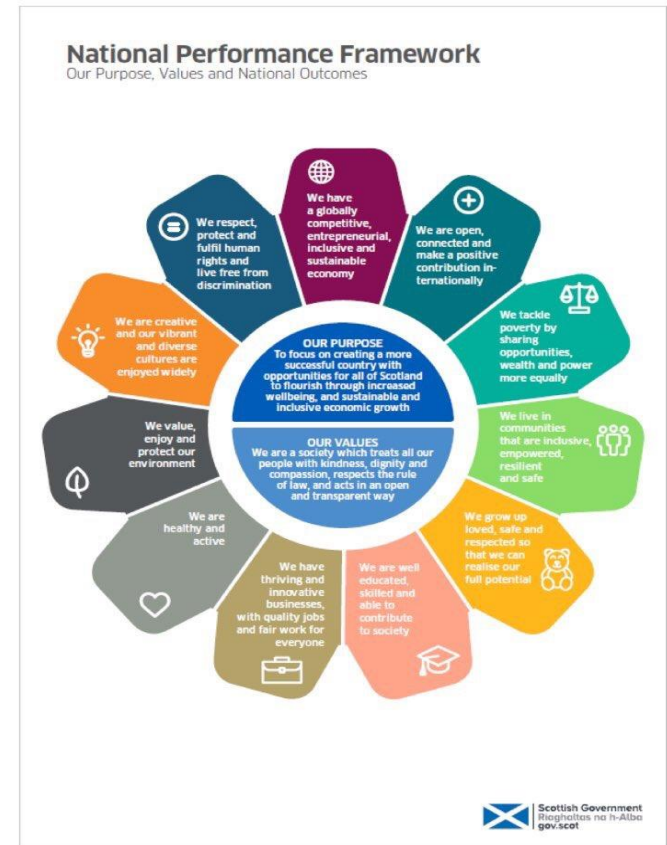 National Performance Framework
Our Purpose, Values and National Outcomes
We have
a globally
competitive,
entrepreneurial,
inclusive and
sustainable
economy
We are open,
connected and
make a positive
contribution in-
ternationally
We tackle
poverty by
sharing
opportunities,
wealth and power
more equally
We live in
communities
that are inclusive,
empowered,
resilient
and safe
We grow up
loved, safe and
respected so
that we can
realise our
full potential
We are well
educated,
skilled and
able to
contribute
to society
We have
thriving and
innovative
businesses,
with quality jobs
and fair work for
everyone
We are
healthy and
active
We value,
enjoy and
protect our
environment
We are creative
and our vibrant
and diverse
cultures are
enjoyed widely
We respect,
protect and
fulfil human
rights and
live free from
discrimination
OUR PURPOSE
To focus on creating a more
successful country with
opportunities for all of Scotland
to flourish through increased
wellbeing, and sustainable and
inclusive economic growth
OUR VALUES
We are a society which treats all our
people with kindness, dignity and
compassion, respects the rule
of law, and acts in an open
and transparent way
Scottish Government
Riaghaltas na h-Alba
gov.scot